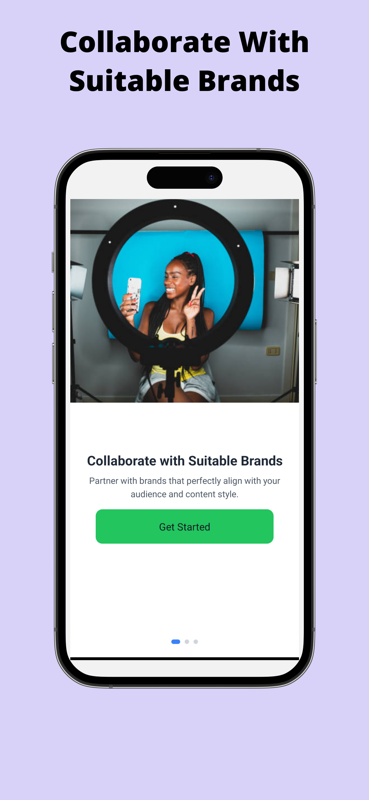 Collaborate With
Suitable Brands
Collaborate with Suitable Brands
Partner with brands that perfectly align with your
audience and content style.
Get Started